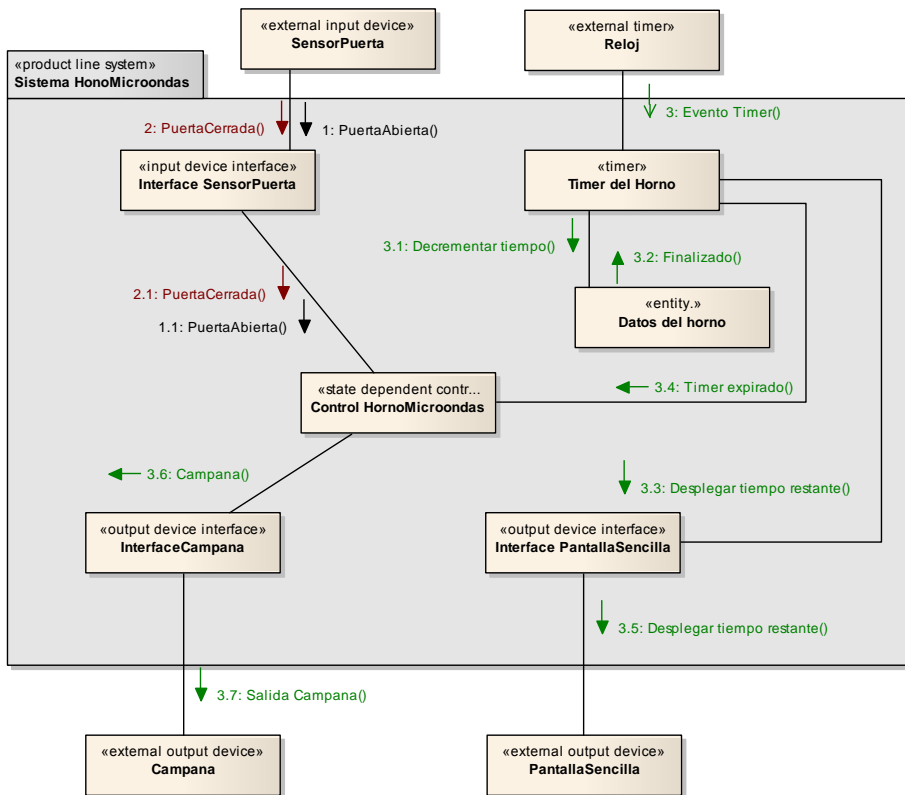 «external input device»
SensorPuerta
«external timer»
Reloj
«product line system»
Sistema HonoMicroondas
2: PuertaCerrada()
1: PuertaAbierta()
3: Evento Timer()
«input device interface»
Interface SensorPuerta
«timer»
Timer del Horno
3.1: Decrementar tiempo()
3.2: Finalizado()
2.1: PuertaCerrada()
1.1: PuertaAbierta()
«entity.»
Datos del horno
«state dependent contr...
Control HornoMicroondas
3.4: Timer expirado()
3.6: Campana()
3.3: Desplegar tiempo restante()
«output device interface»
InterfaceCampana
«output device interface»
Interface PantallaSencilla
3.5: Desplegar tiempo restante()
3.7: Salida Campana()
«external output device»
Campana
«external output device»
PantallaSencilla